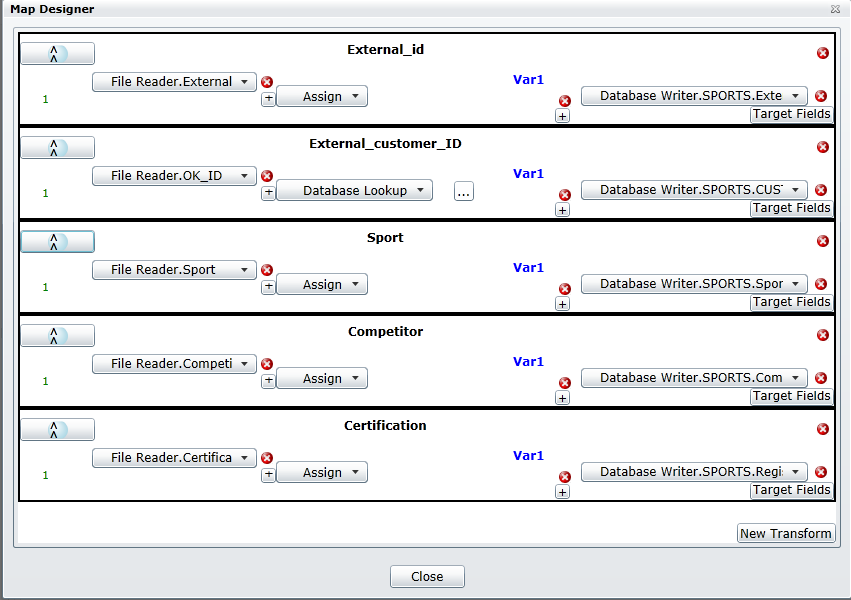 Map Designer
External_id
File Reader.External
Var1
1
+
Assign
Database Writer.SPORTS.Exte
+
Target Fields
External_customer_ID
File Reader.OK_ID
Var1
1
+
Database Lookup
...
Database Writer.SPORTS.CUST
+
Target Fields
Sport
File Reader.Sport
Var1
1
+
Assign
Database Writer.SPORTS.Spor
+
Target Fields
Competitor
File Reader.Competi
Var1
1
+
Assign
Database Writer.SPORTS.Com
+
Target Fields
Certification
File Reader.Certifica
Var1
1
+
Assign
Database Writer.SPORTS.Regi
+
Target Fields
New Transform
Close